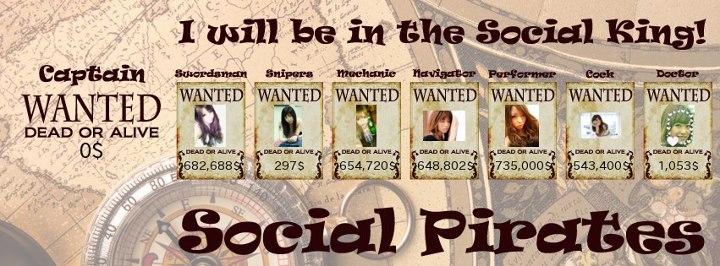 I will be in the Social King!
Captain
WANTED
DEAD OR ALIVE
0$
Swordsman
WANTED
DEAD OR ALIVE
682,688$
Snipers
WANTED
DEAD OR ALIVE
297$
Mechanic
WANTED
DEAD OR ALIVE
654,720$
Navigator
WANTED
DEAD OR ALIVE
648,802$
Performer
WANTED
DEAD OR ALIVE
735,000$
Cock
WANTED
DEAD OR ALIVE
543,400$
Doctor
WANTED
DEAD OR ALIVE
1,053$
Social Pirates